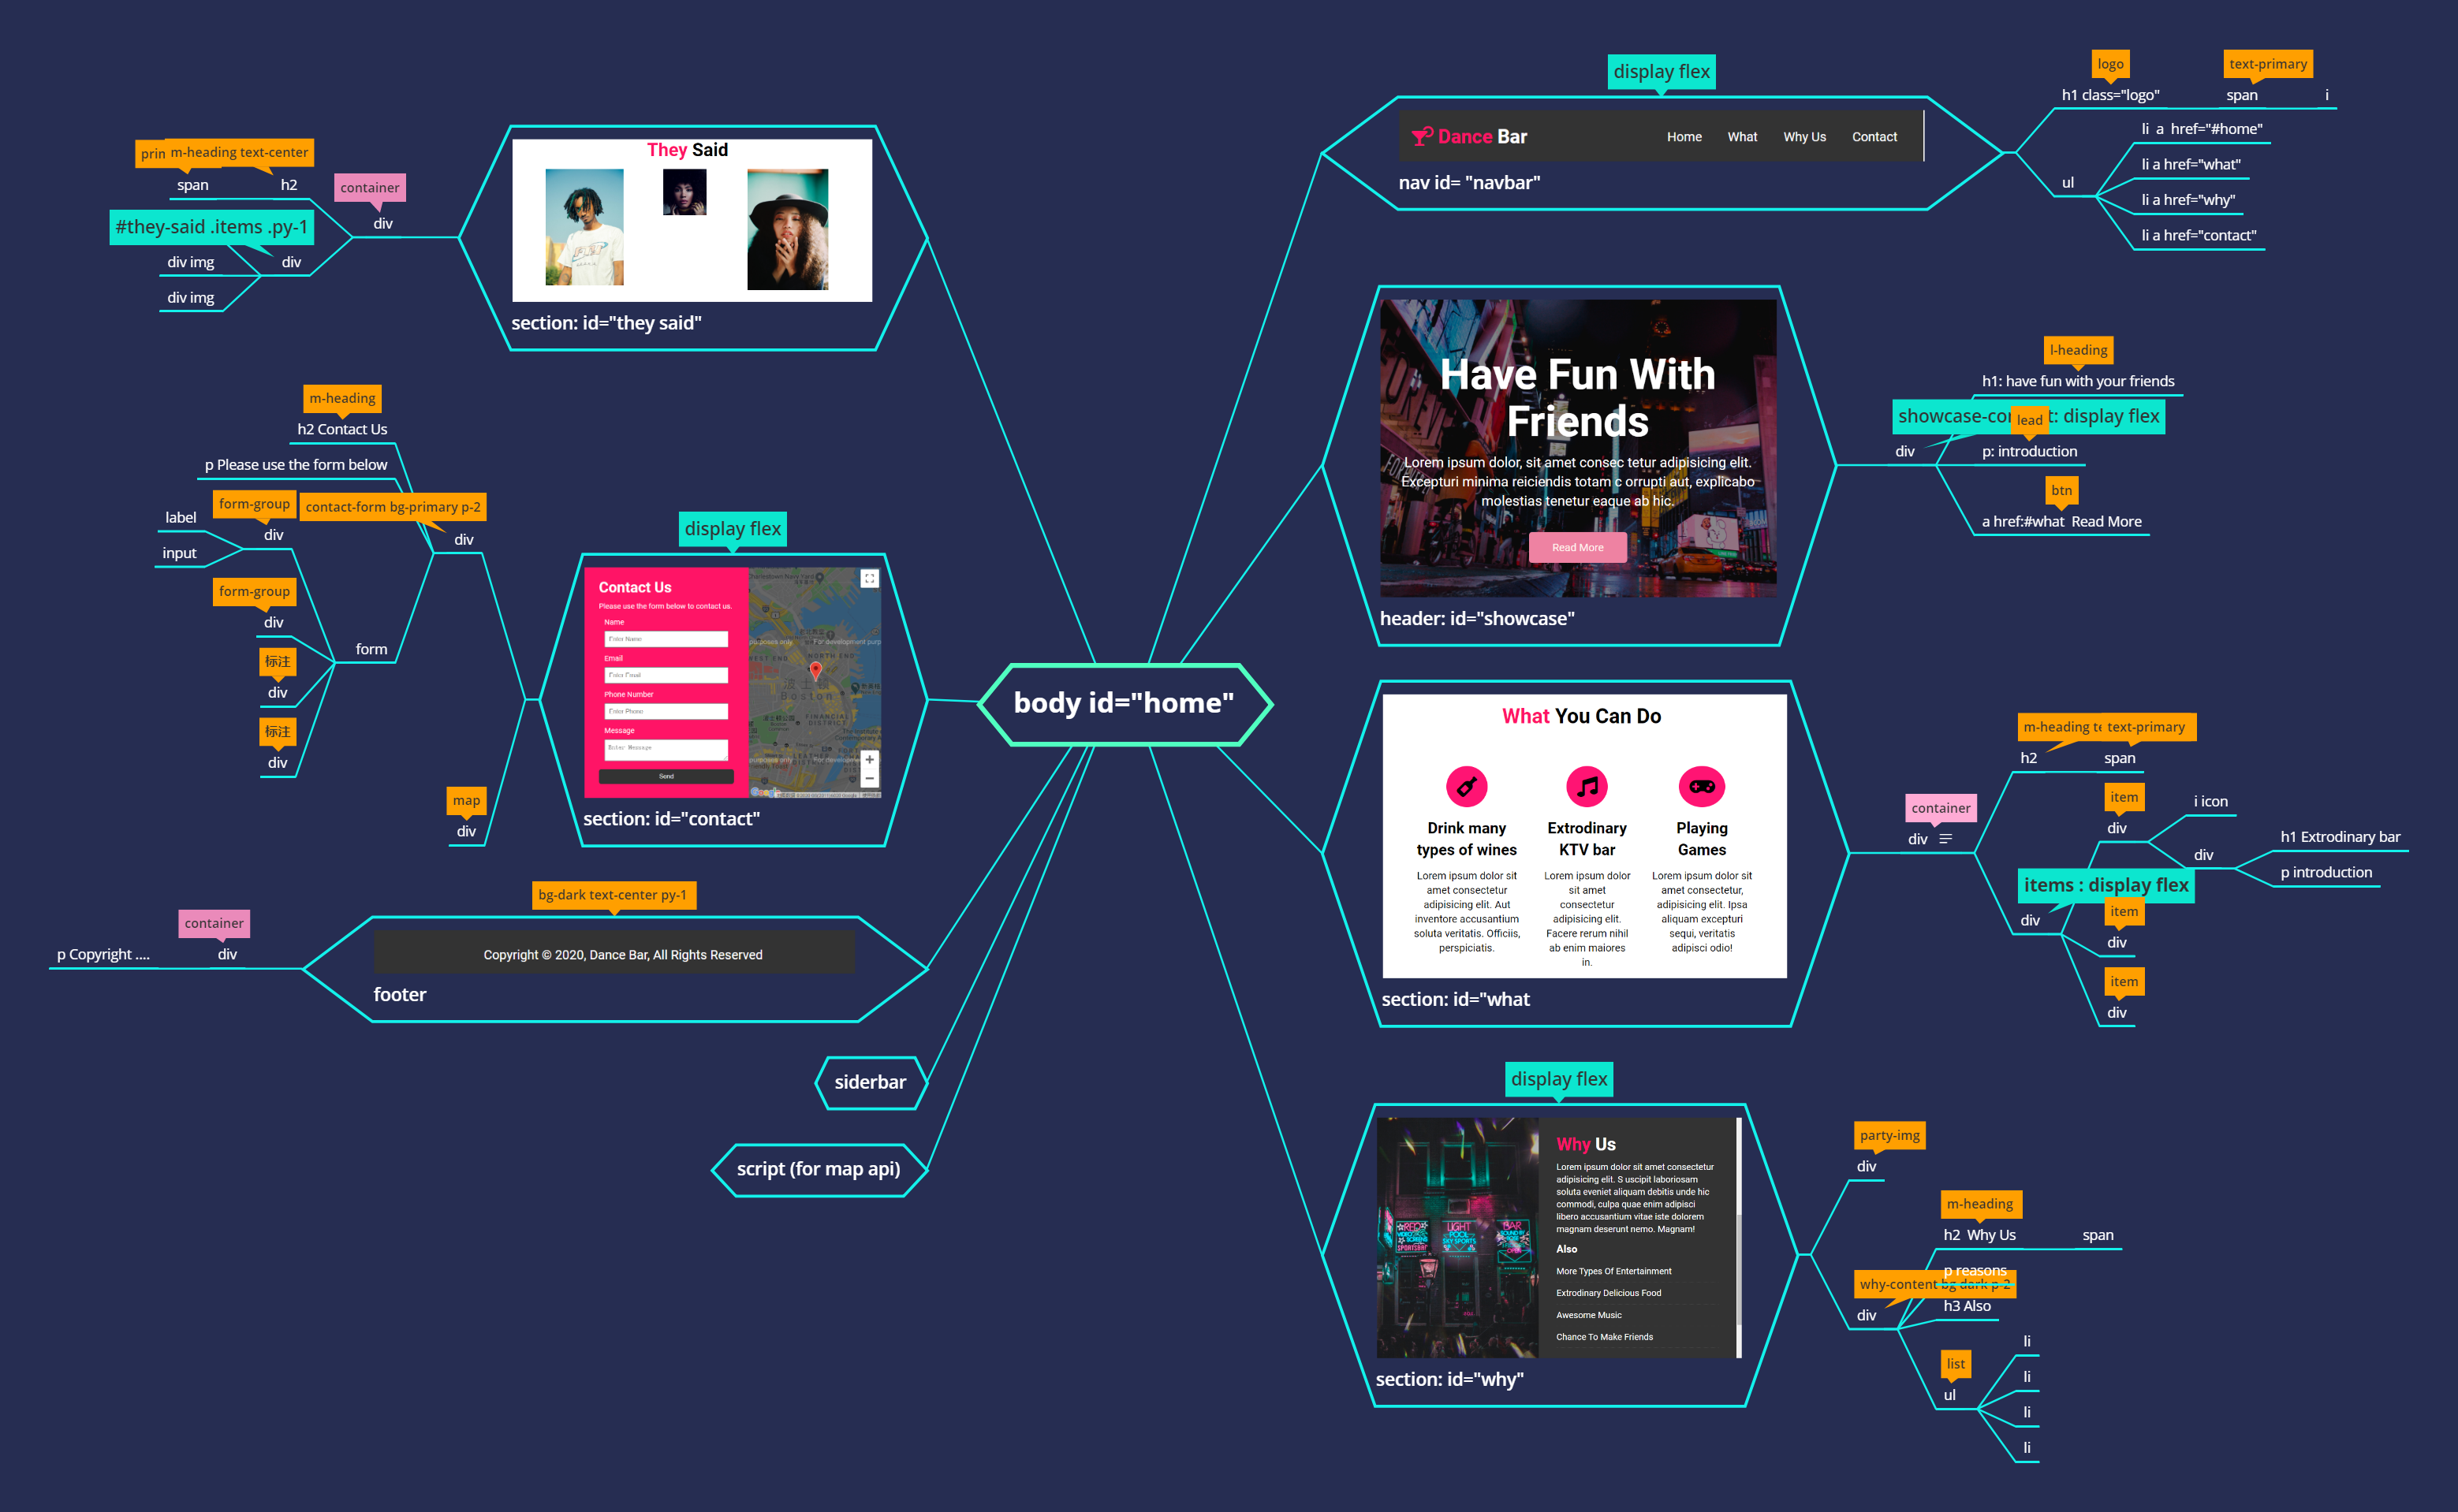 body id="home"
display flex
Dance Bar
Home What Why Us Contact
nav id= "navbar"
logo
h1 class="logo"
text-primary
span
i
ul
li a href="#home"
li a href="what"
li a href="why"
li a href="contact"
Have Fun With
Friends
Lorem ipsum dolor, sit amet consec tetur adipisicing elit.
Excepturi minima reiciendis totam c orrupti aut, explicabo
molestias tenetur eaque ab hic.
Read More
header: id="showcase"
div
l-heading
h1: have fun with your friends
display flex
lead
p: introduction
btn
a href:#what Read More
What You Can Do
Drink many
types of wines
Lorem ipsum dolor sit
amet consectetur
adipisicing elit. Aut
inventore accusantium
soluta veritatis. Officiis,
perspiciatis.
Extrodinary
KTV bar
Lorem ipsum dolor
sit amet
consectetur
adipisicing elit.
Facere rerum nihil
ab enim maiores
in.
Playing
Games
Lorem ipsum dolor sit
amet consectetur,
adipisicing elit. Ipsa
aliquam excepturi
sequi, veritatis
adipisci odio!
section: id="what
container
div
m-heading
h2
text-primary
span
items : display flex
div
item
div
i icon
div
h1 Extrodinary bar
p introduction
item
div
item
div
display flex
Why Us
Lorem ipsum dolor sit amet consectetur
adipisicing elit. S uscipit laboriosam
soluta eveniet aliquam debitis unde hic
commodi, culpa quae enim adipisci
libero accusantium vitae iste dolorem
magnam deserunt nemo. Magnam!
Also
More Types Of Entertainment
Extrodinary Delicious Food
Awesome Music
Chance To Make Friends
section: id="why"
party-img
div
why-content bg dark p-2
div
m-heading
h2 Why Us
span
p reasons
h3 Also
list
ul
li
li
li
li
They Said
section: id="they said"
container
div
m-heading text-center
h2
span
#they-said .items .py-1
div
div img
div img
display flex
Contact Us
Please use the form below to contact us.
Name
Enter Name
Email
Enter Email
Phone Number
Enter Phone
Message
Enter Message
Send
NORTH END
WEST END
Boston
FINANCIAL
DISTRICT
section: id="contact"
contact-form bg-primary p-2
div
m-heading
h2 Contact Us
p Please use the form below
form
form-group
div
label
input
form-group
div
标注
div
标注
div
map
div
bg-dark text-center py-1
Copyright © 2020, Dance Bar, All Rights Reserved
footer
container
div
p Copyright ....
siderbar
script (for map api)